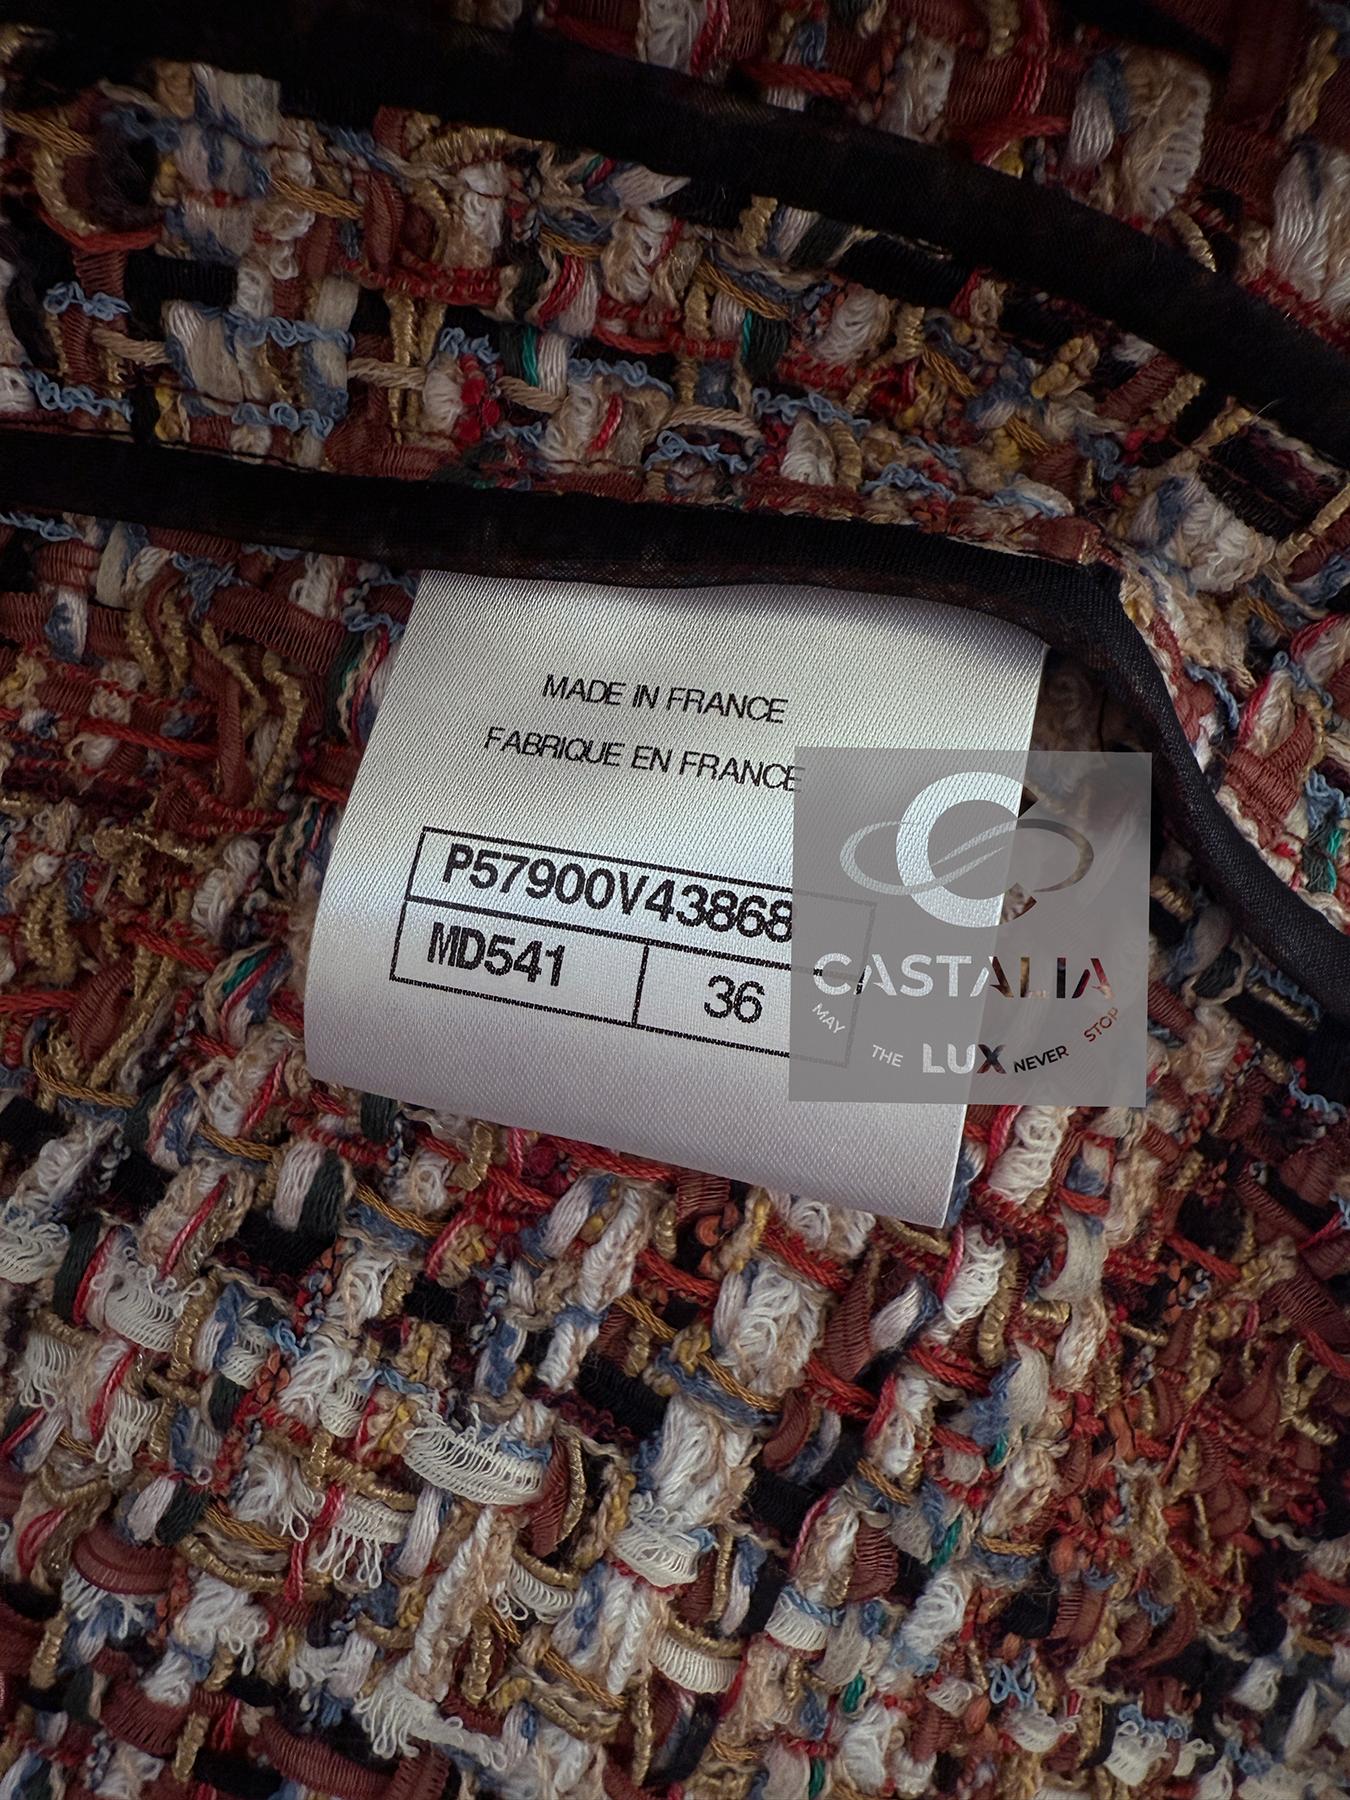 MADE IN FRANCE
FABRIQUE EN FRANCE
P57900V43868
MD541
36
CASTALIA
MAY THE LUX NEVER STOP